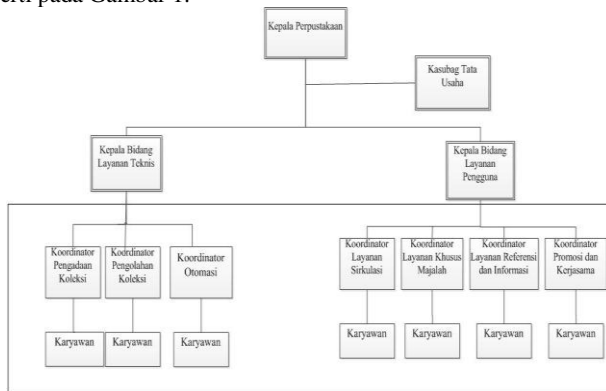 erti pada Gambar 1.
Kepala Perpustakaan
Kasubag Tata
Usaha
Kepala Bidang
Layanan Teknis
Kepala Bidang
Layanan
Pengguna
Koordinator
Pengadaan
Koleksi
Koordinator
Pengolahan
Koleksi
Koordinator
Otomasi
Koordinator
Layanan
Sirkulasi
Koordinator
Layanan Khusus
Majalah
Koordinator
Layanan Referensi
dan Informasi
Koordinator
Promosi dan
Kerjasama
Karyawan
Karyawan
Karyawan
Karyawan
Karyawan
Karyawan
Karyawan